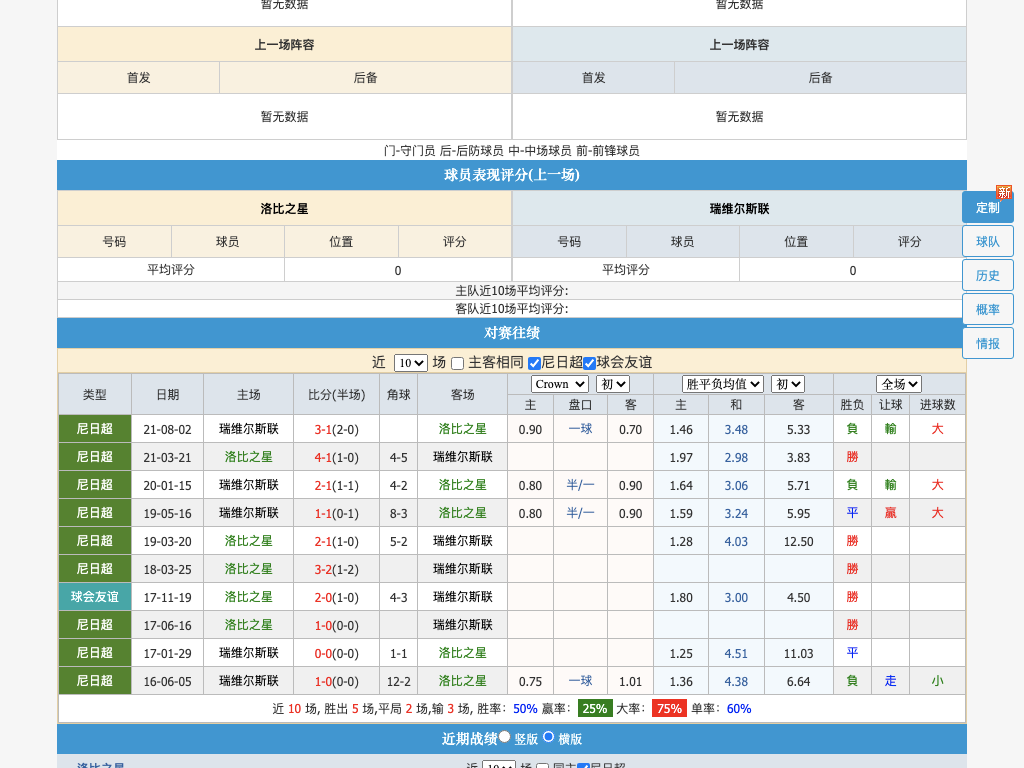 暂无数据 暂无数据
上一场阵容 上一场阵容
首发 后备 首发 后备
暂无数据 暂无数据
门-守门员 后-后防球员 中-中场球员 前-前锋球员
球员表现评分(上一场)
新
洛比之星 瑞维尔斯联 定制
号码 球员 位置 评分 号码 球员 位置 评分 球队
平均评分 0 平均评分 0 历史
主队近10场平均评分:
客队近10场平均评分: 概率
对赛往绩 情报
近 10 场 主客相同 尼日超 球会友谊
类型 日期 主场 比分(半场) 角球 客场 Crown 初 胜平负均值 初 全场
主 盘口 客 主 和 客 胜负 让球 进球数
尼日超 21-08-02 瑞维尔斯联 3-1(2-0) 洛比之星 0.90 一球 0.70 1.46 3.48 5.33 負 輸 大
尼日超 21-03-21 洛比之星 4-1(1-0) 4-5 瑞维尔斯联 1.97 2.98 3.83 勝
尼日超 20-01-15 瑞维尔斯联 2-1(1-1) 4-2 洛比之星 0.80 半/一 0.90 1.64 3.06 5.71 負 輸 大
尼日超 19-05-16 瑞维尔斯联 1-1(0-1) 8-3 洛比之星 0.80 半/一 0.90 1.59 3.24 5.95 平 贏 大
尼日超 19-03-20 洛比之星 2-1(1-0) 5-2 瑞维尔斯联 1.28 4.03 12.50 勝
尼日超 18-03-25 洛比之星 3-2(1-2) 瑞维尔斯联 勝
球会友谊 17-11-19 洛比之星 2-0(1-0) 4-3 瑞维尔斯联 1.80 3.00 4.50 勝
尼日超 17-06-16 洛比之星 1-0(0-0) 瑞维尔斯联 勝
尼日超 17-01-29 瑞维尔斯联 0-0(0-0) 1-1 洛比之星 1.25 4.51 11.03 平
尼日超 16-06-05 瑞维尔斯联 1-0(0-0) 12-2 洛比之星 0.75 一球 1.01 1.36 4.38 6.64 負 走 小
近 10 场, 胜出 5 场,平局 2 场,输 3 场, 胜率: 50% 赢率: 25% 大率: 75% 单率: 60%
近期战绩 竖版 横版
洛比之星 近 10 场 同主 尼日超